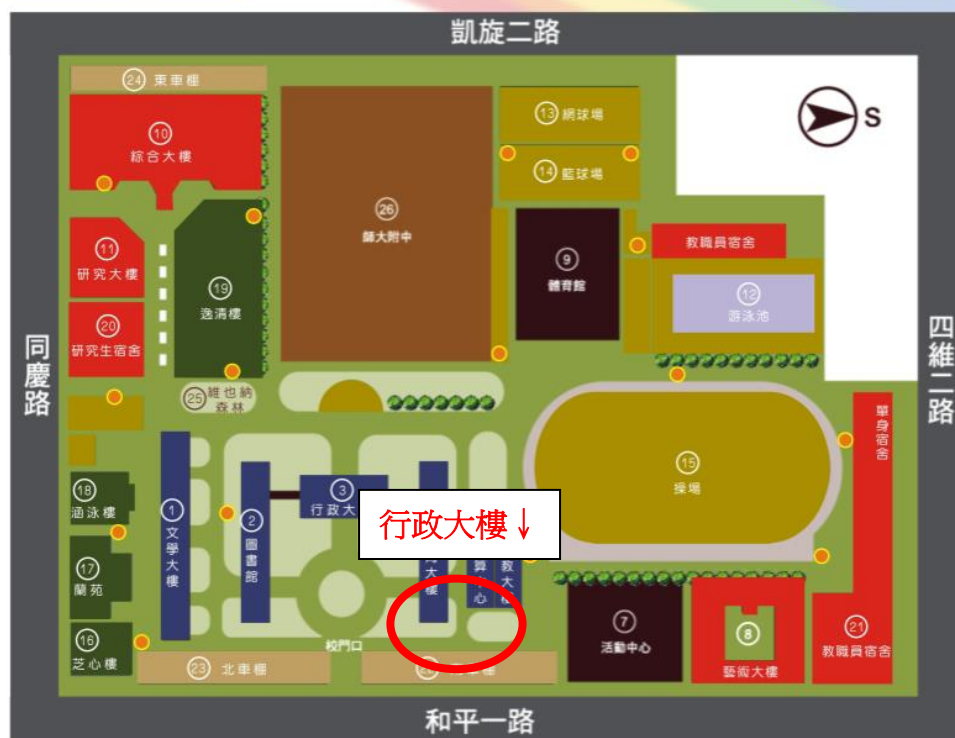 凱旋二路
㉔ 東車棚
⑩
綜合大樓
⑬ 網球場
⑭ 籃球場
S
㉖
師大附中
⑪
研究大樓
⑲
逸清樓
⑨
體育館
教職員宿舍
⑫
游泳池
⑳
研究生宿舍
同慶路
四維二路
㉕ 維也納
森林
單身宿舍
⑮
操場
⑱
涵泳樓
①
文學大樓
②
圖書館
③
行政大
行政大樓↓
大樓
算中心
教大樓
⑰
蘭苑
⑯
芝心樓
校門口
⑦
活動中心
⑧
藝術大樓
㉑
教職員宿舍
㉓ 北車棚
車棚
和平一路